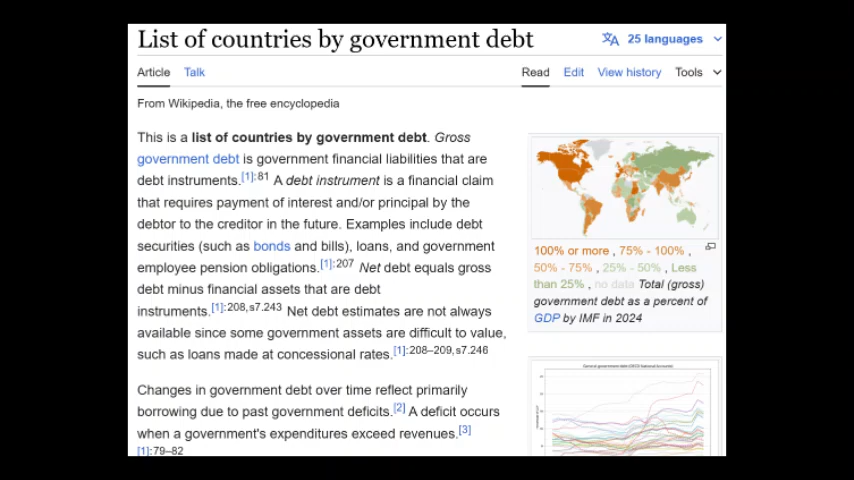 List of countries by government debt
25 languages
Article Talk Read Edit View history Tools
From Wikipedia, the free encyclopedia
This is a list of countries by government debt. Gross
government debt is government financial liabilities that are
debt instruments.[1]:81 A debt instrument is a financial claim
that requires payment of interest and/or principal by the
debtor to the creditor in the future. Examples include debt
securities (such as bonds and bills), loans, and government
employee pension obligations.[1]:207 Net debt equals gross
debt minus financial assets that are debt
instruments.[1]:208,s7.243 Net debt estimates are not always
available since some government assets are difficult to value,
such as loans made at concessional rates.[1]:208–209,s7.246
Changes in government debt over time reflect primarily
borrowing due to past government deficits.[2] A deficit occurs
when a government's expenditures exceed revenues.[3]
[1]:79–82
100% or more , 75% - 100% ,
50% - 75% , 25% - 50% , Less
than 25% , no data Total (gross)
government debt as a percent of
GDP by IMF in 2024